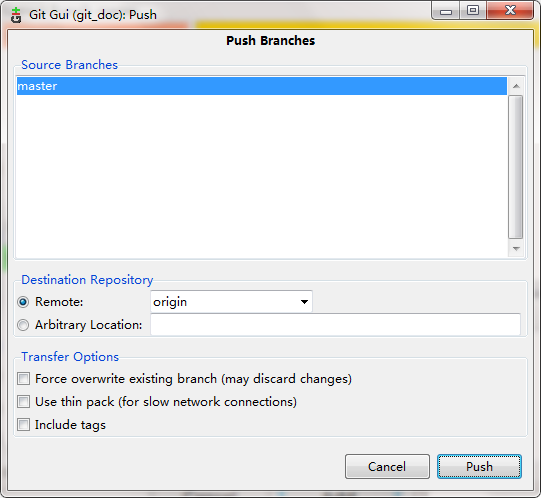 Git Gui (git_doc): Push
Push Branches
Source Branches
master
Destination Repository
Remote: origin
Arbitrary Location:
Transfer Options
Force overwrite existing branch (may discard changes)
Use thin pack (for slow network connections)
Include tags
Cancel Push